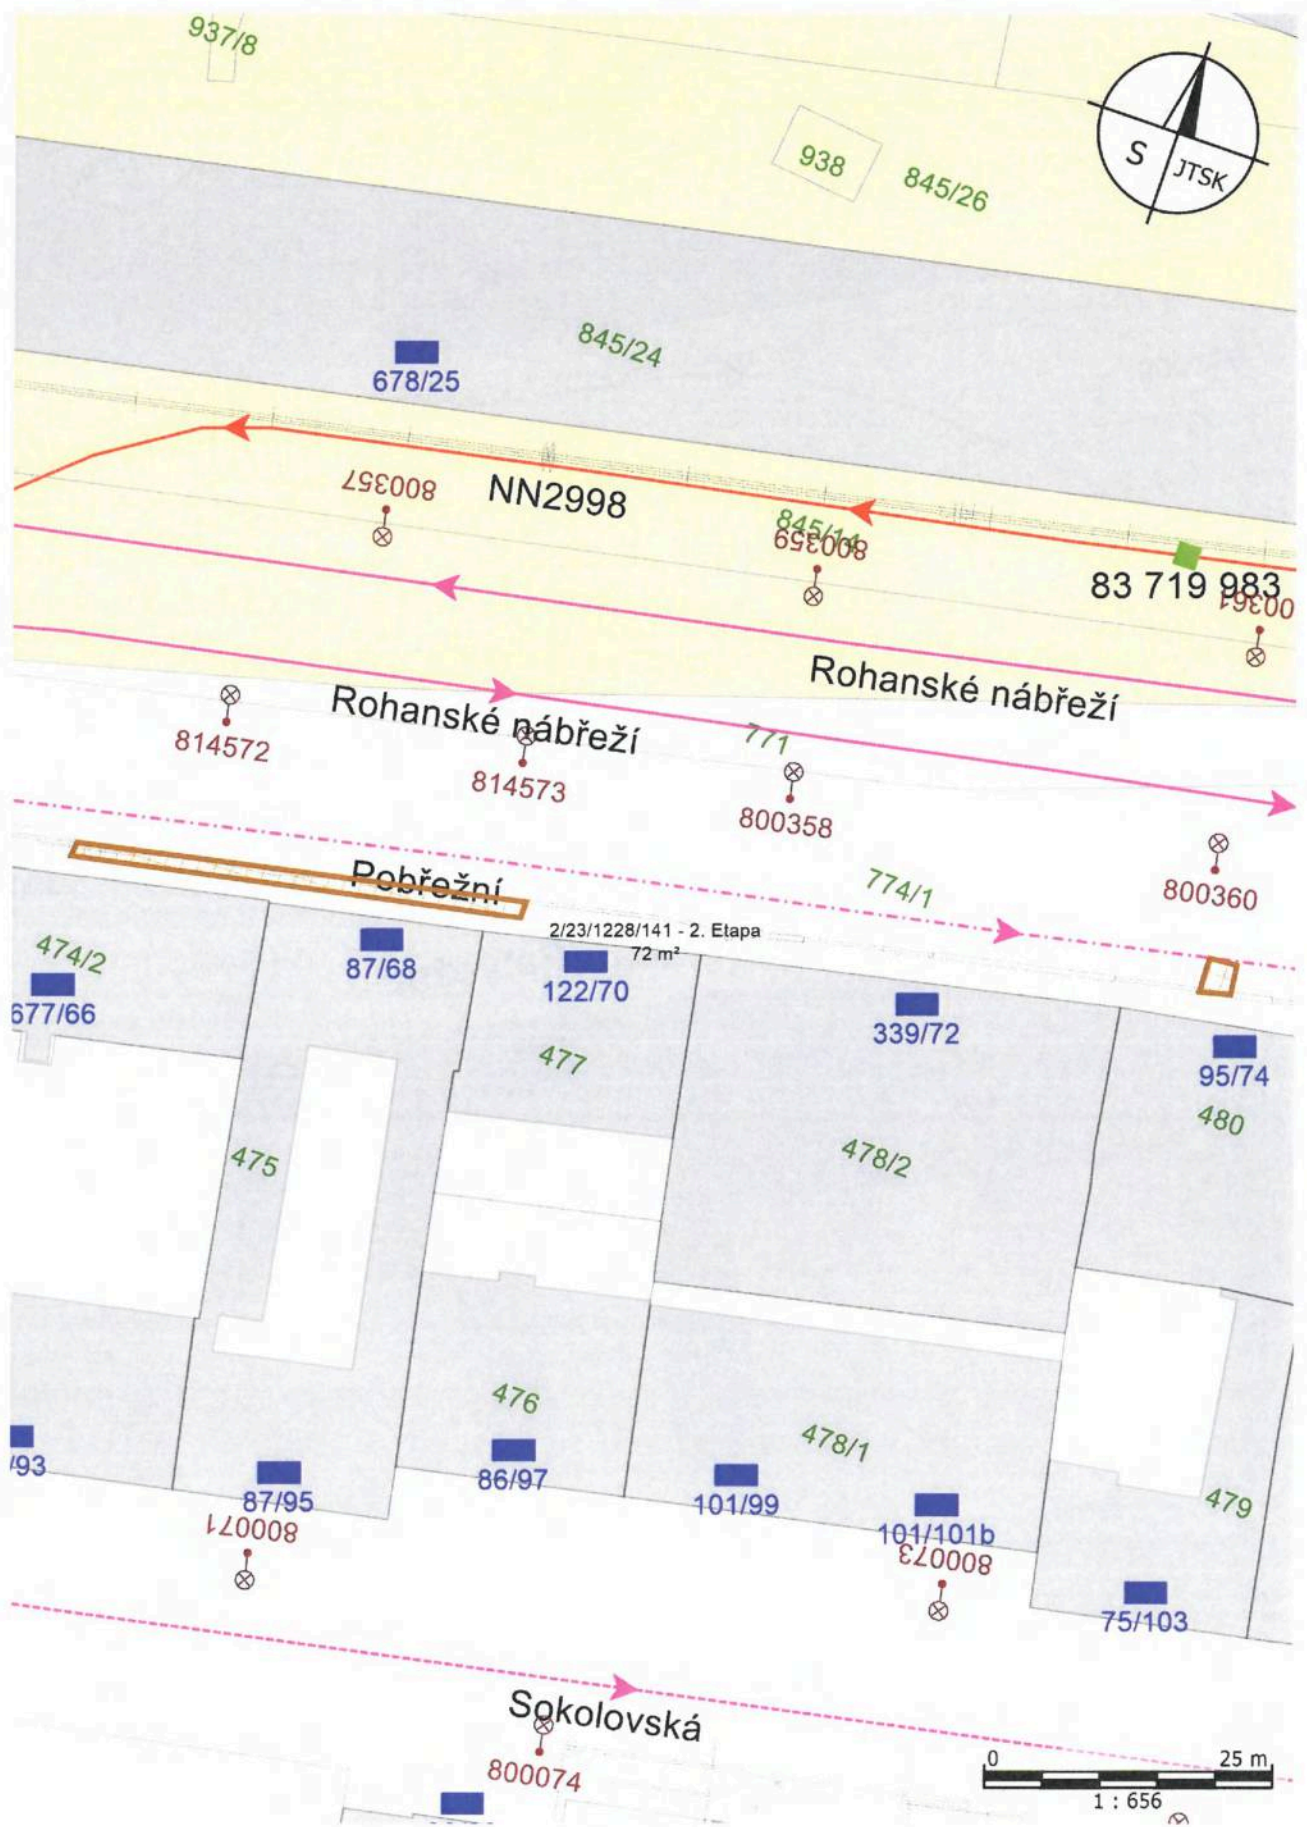 937/8
938
845/26
S
JTSK
845/24
678/25
800357
NN2998
845/14
800359
83 719 983
00361
Rohanské nábřeží
Rohanské nábřeží
814572
814573
771
800358
774/1
800360
Pobřežní
2/23/1228/141 - 2. Etapa
72 m²
474/2
677/66
87/68
122/70
339/72
95/74
477
480
475
478/2
476
478/1
479
/93
87/95
86/97
101/99
101/101b
800071
800073
75/103
Sokolovská
800074
0
25 m
1 : 656